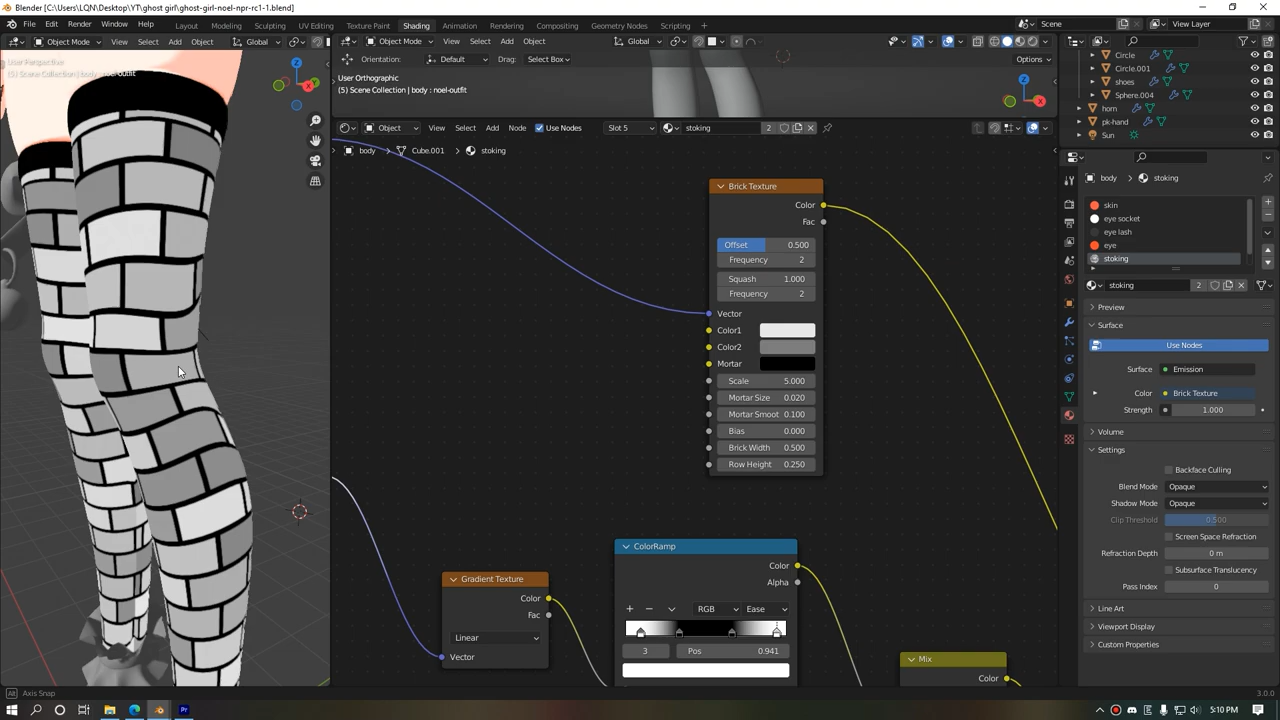 Blender [C:\Users\LQN\Desktop\YT\ghost girl\ghost-girl-noel-npr-rc1-1.blend]
File Edit Render Window Help Layout Modeling Sculpting UV Editing Texture Paint Shading Animation Rendering Compositing Geometry Nodes + Scene View Layer
Object Mode View Select Add Object Global
Object Mode View Select Add Object Global
Orientation: Default Drag: Select Box Options
User Perspective
(5) Scene Collection | body : noel-outfit
User Orthographic
(5) Scene Collection | body : noel-outfit
X
Z
Circle
Circle.001
shoes
Sphere.004
horn
pk-hand
Sun
Object View Select Add Node Use Nodes Slot 5 stoking 2
body Cube.001 stoking
Brick Texture
Color
Fac
Offset 0.500
Frequency 2
Squash 1.000
Frequency 2
Vector
Color1
Color2
Mortar
Scale 5.000
Mortar Size 0.020
Mortar Smoot 0.100
Bias 0.000
Brick Width 0.500
Row Height 0.250
Gradient Texture
Color
Fac
Linear
Vector
ColorRamp
Color
Alpha
+ − RGB Ease
3 Pos 0.941
Mix
Color
body stoking
skin
eye socket
eye lash
eye
stoking
stoking 2
Preview
Surface
Use Nodes
Surface Emission
Color Brick Texture
Strength 1.000
Volume
Settings
Backface Culling
Blend Mode Opaque
Shadow Mode Opaque
Clip Threshold 0.500
Screen Space Refraction
Refraction Depth 0 m
Subsurface Translucency
Pass Index 0
Line Art
Viewport Display
Custom Properties
Axis Snap 3.0.0
5:10 PM